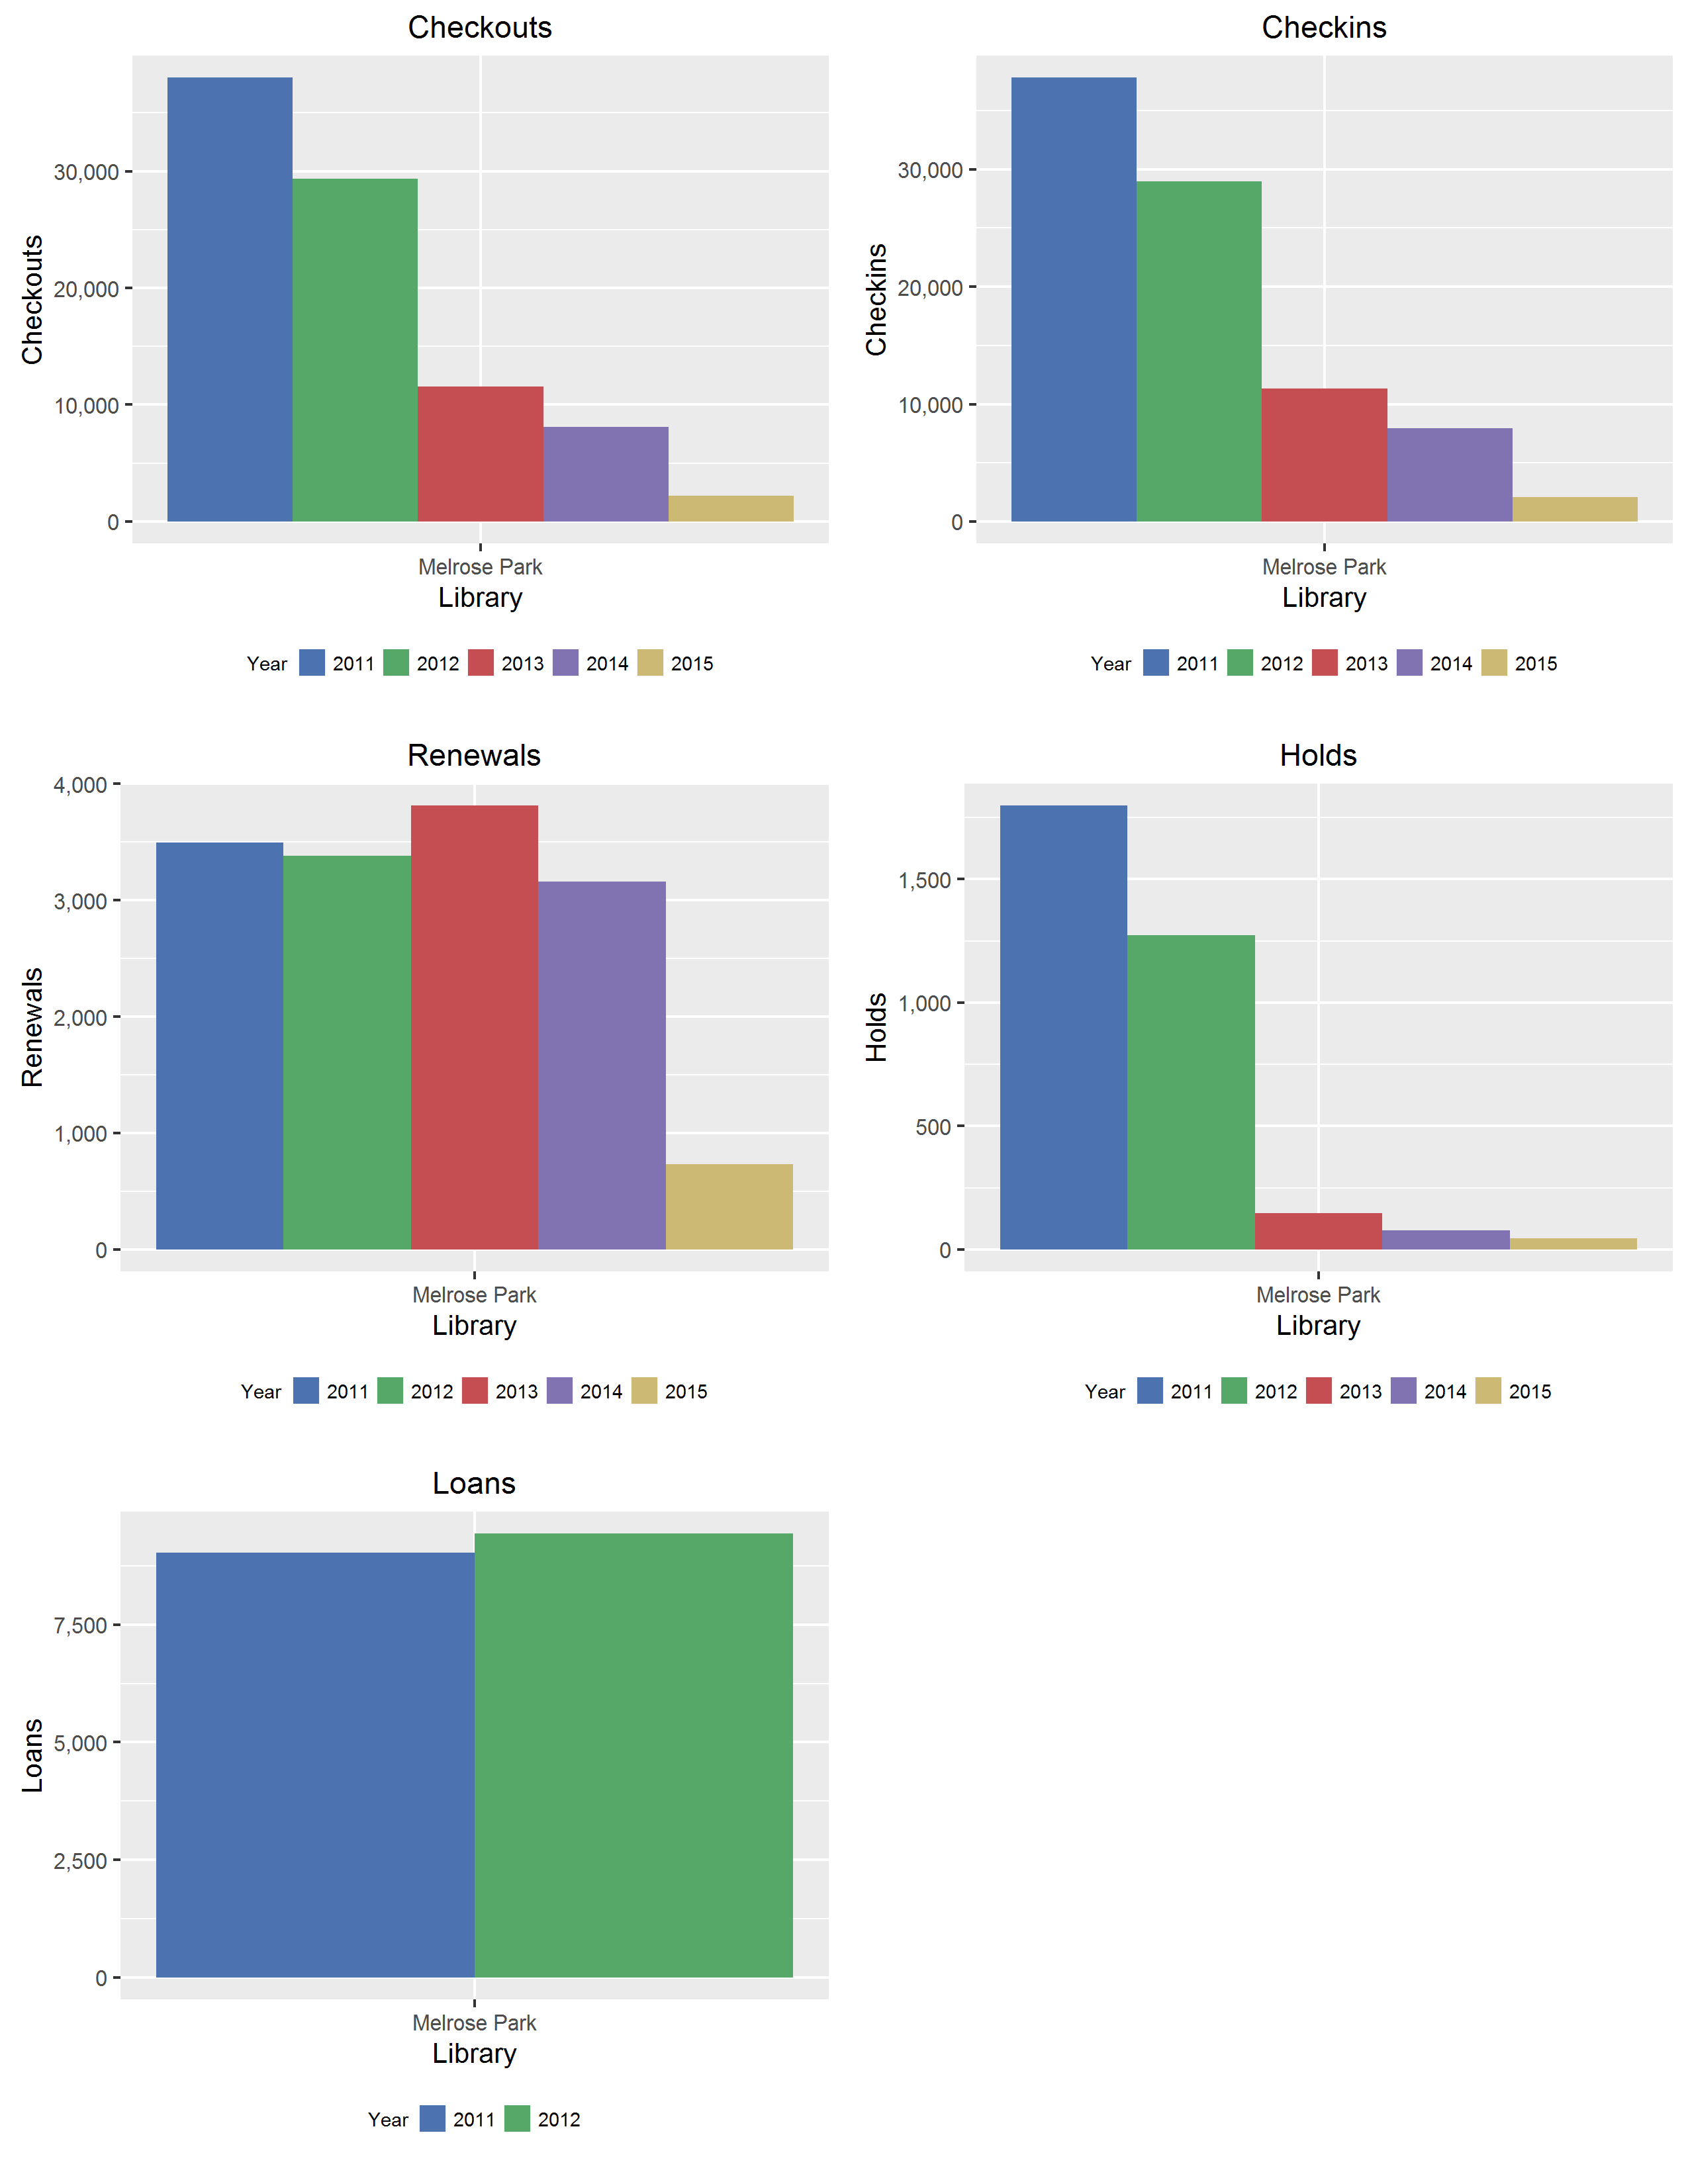 Checkouts
Checkouts
30,000
20,000
10,000
0
Melrose Park
Library
Year 2011 2012 2013 2014 2015
Checkins
Checkins
30,000
20,000
10,000
0
Melrose Park
Library
Year 2011 2012 2013 2014 2015
Renewals
Renewals
4,000
3,000
2,000
1,000
0
Melrose Park
Library
Year 2011 2012 2013 2014 2015
Holds
Holds
1,500
1,000
500
0
Melrose Park
Library
Year 2011 2012 2013 2014 2015
Loans
Loans
7,500
5,000
2,500
0
Melrose Park
Library
Year 2011 2012